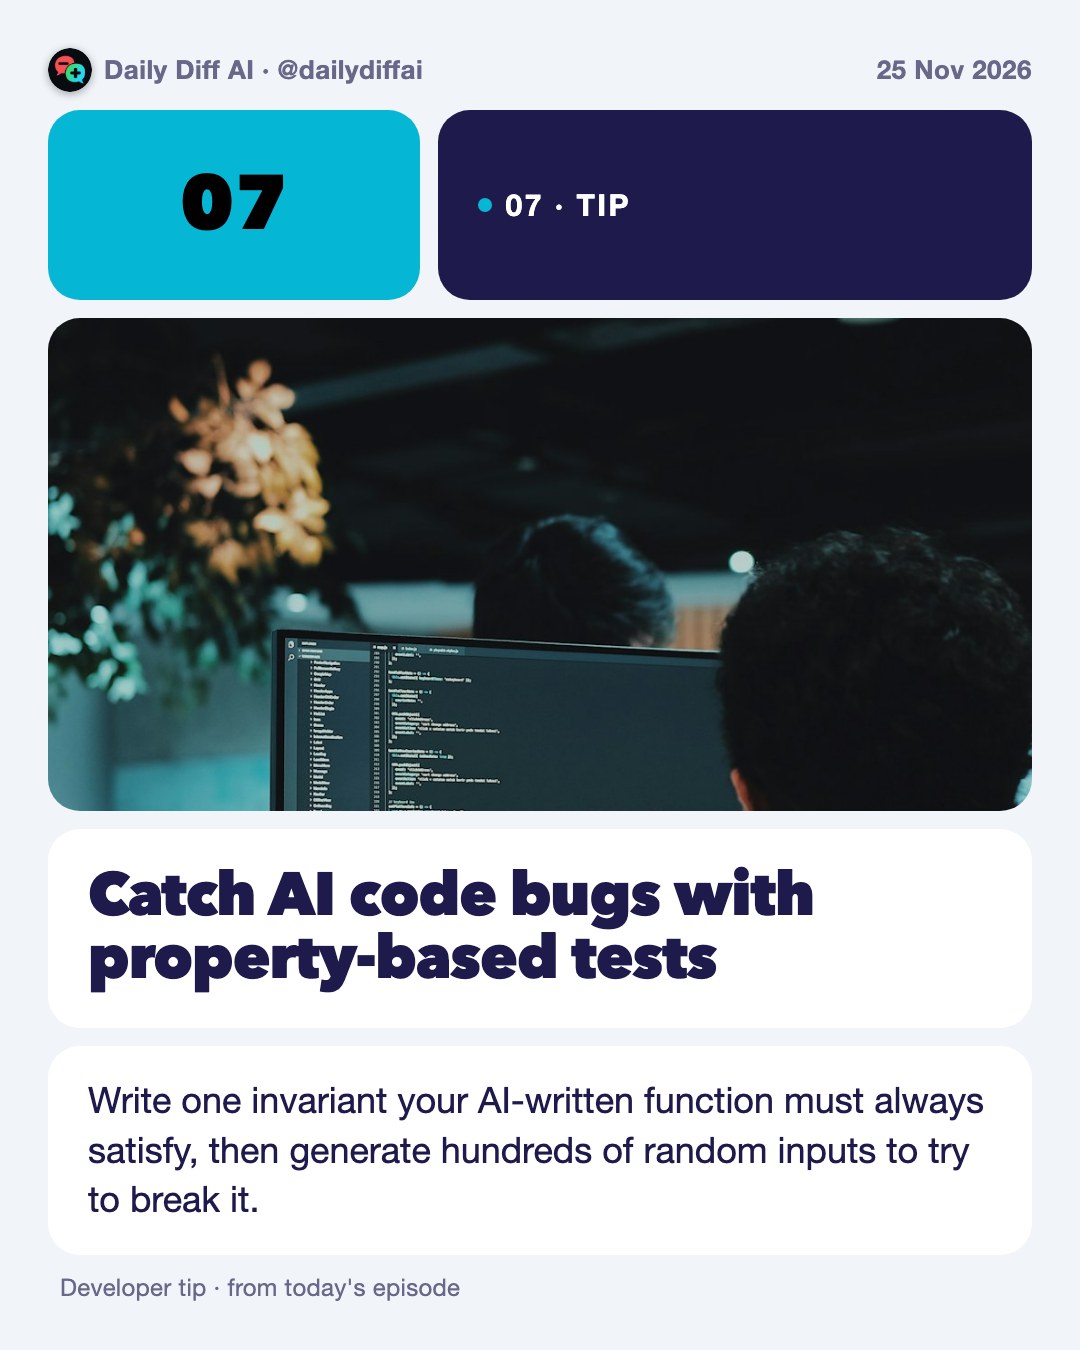 Daily Diff AI · @dailydiffai
25 Nov 2026
07
07 · TIP
Catch AI code bugs with
property-based tests
Write one invariant your AI-written function must always
satisfy, then generate hundreds of random inputs to try
to break it.
Developer tip · from today's episode